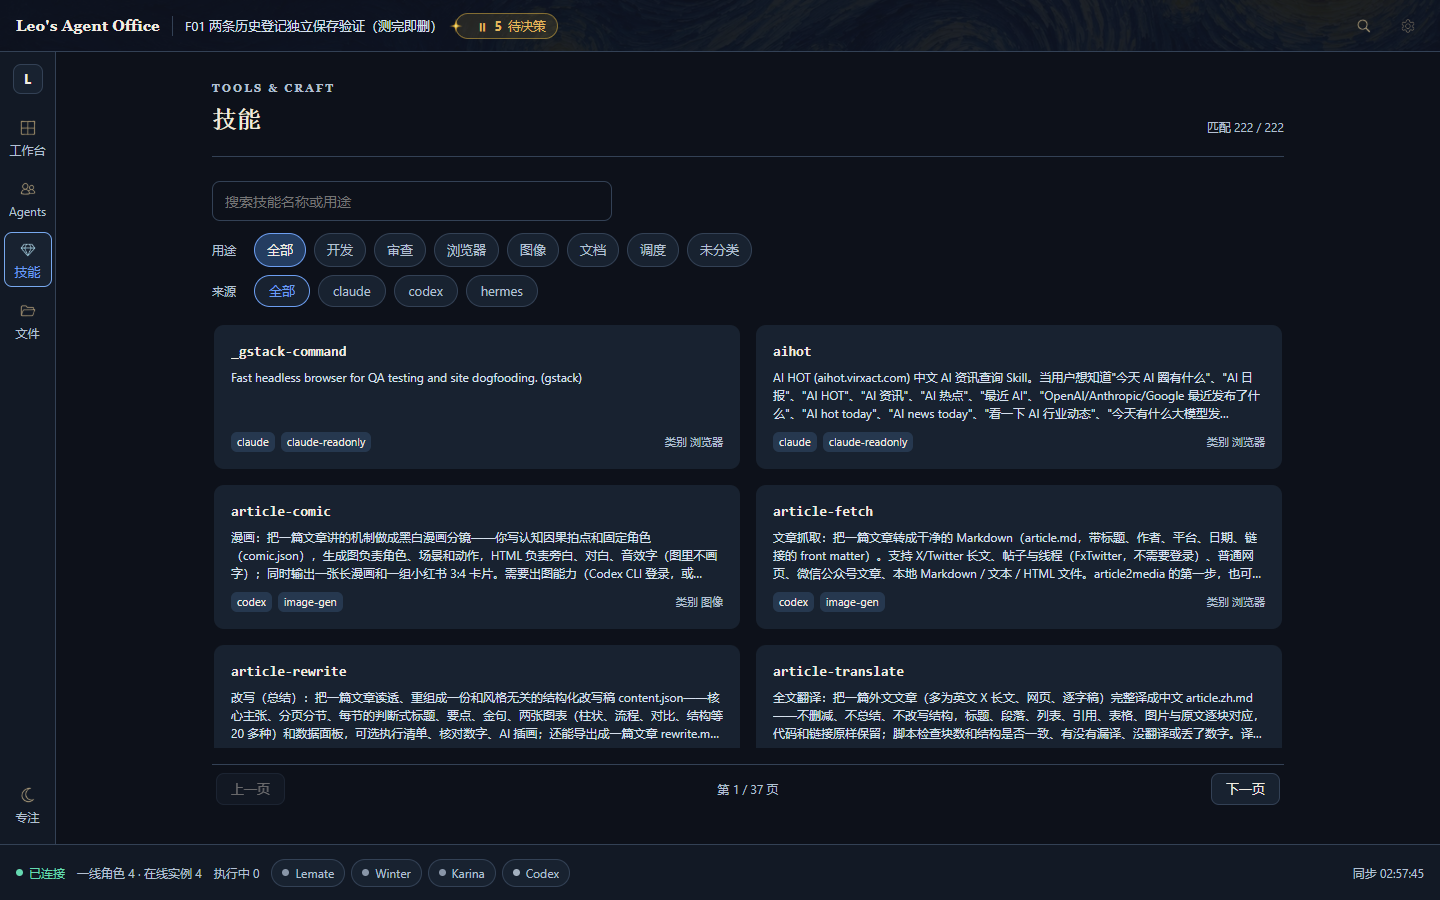 Leo's Agent Office
F01 两条历史登记独立保存验证（测完即删）
5 待决策
L
工作台
Agents
技能
文件
专注
TOOLS & CRAFT
技能
匹配 222 / 222
搜索技能名称或用途
用途 全部 开发 审查 浏览器 图像 文档 调度 未分类
来源 全部 claude codex hermes
_gstack-command
Fast headless browser for QA testing and site dogfooding. (gstack)
claude claude-readonly 类别 浏览器
aihot
AI HOT (aihot.virxact.com) 中文 AI 资讯查询 Skill。当用户想知道"今天 AI 圈有什么"、"AI 日
报"、"AI HOT"、"AI 资讯"、"AI 热点"、"最近 AI"、"OpenAI/Anthropic/Google 最近发布了什
么"、"AI hot today"、"AI news today"、"看一下 AI 行业动态"、"今天有什么大模型发...
claude claude-readonly 类别 浏览器
article-comic
漫画：把一篇文章讲的机制做成黑白漫画分镜——你写认知因果拍点和固定角色
（comic.json），生成图负责角色、场景和动作，HTML 负责旁白、对白、音效字（图里不画
字）；同时输出一张长漫画和一组小红书 3:4 卡片。需要出图能力（Codex CLI 登录，或...
codex image-gen 类别 图像
article-fetch
文章抓取：把一篇文章转成干净的 Markdown（article.md，带标题、作者、平台、日期、链
接的 front matter）。支持 X/Twitter 长文、帖子与线程（FxTwitter，不需要登录）、普通网
页、微信公众号文章、本地 Markdown / 文本 / HTML 文件。article2media 的第一步，也可...
codex image-gen 类别 浏览器
article-rewrite
改写（总结）：把一篇文章读透、重组成一份和风格无关的结构化改写稿 content.json——核
心主张、分页分节、每节的判断式标题、要点、金句、两张图表（柱状、流程、对比、结构等
20 多种）和数据面板，可选执行清单、核对数字、AI 插画；还能导出成一篇文章 rewrite.m...
article-translate
全文翻译：把一篇外文文章（多为英文 X 长文、网页、逐字稿）完整译成中文 article.zh.md
——不删减、不总结、不改写结构，标题、段落、列表、引用、表格、图片与原文逐块对应，
代码和链接原样保留；脚本检查块数和结构是否一致、有没有漏译、没翻译或丢了数字。译...
上一页
第 1 / 37 页
下一页
已连接 一线角色 4 · 在线实例 4 执行中 0 Lemate Winter Karina Codex 同步 02:57:45